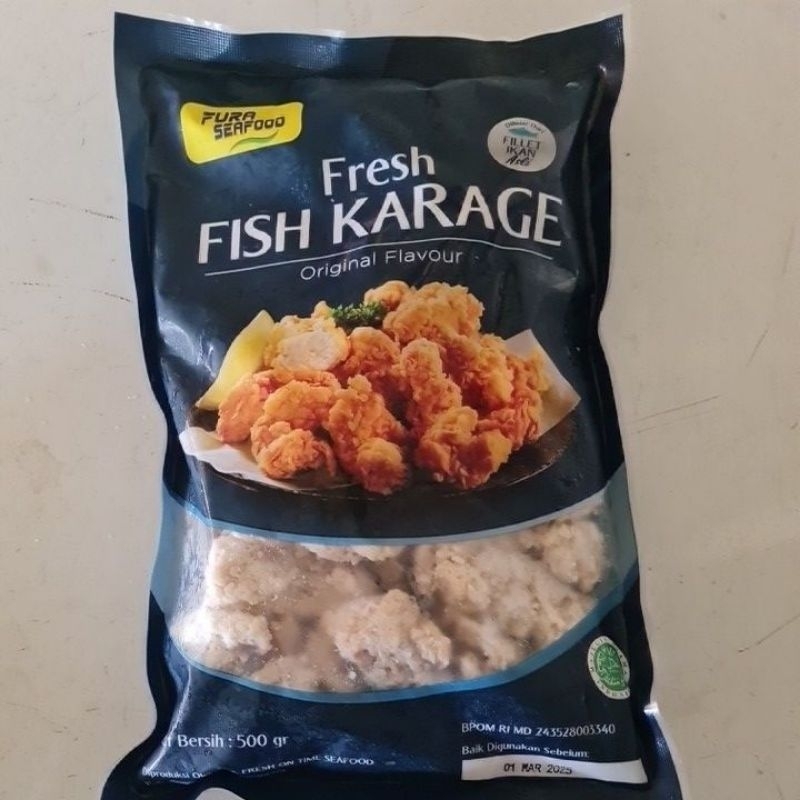 FURA
SEAFOOD
Fresh
FISH KARAGE
Original Flavour
FILLET
IKAN
Asli
Bersih : 500 gr
BPOM RI MD 243528003340
Baik Digunakan Sebelum:
01 MAR 2025
FRESH ON TIME SEAFOOD